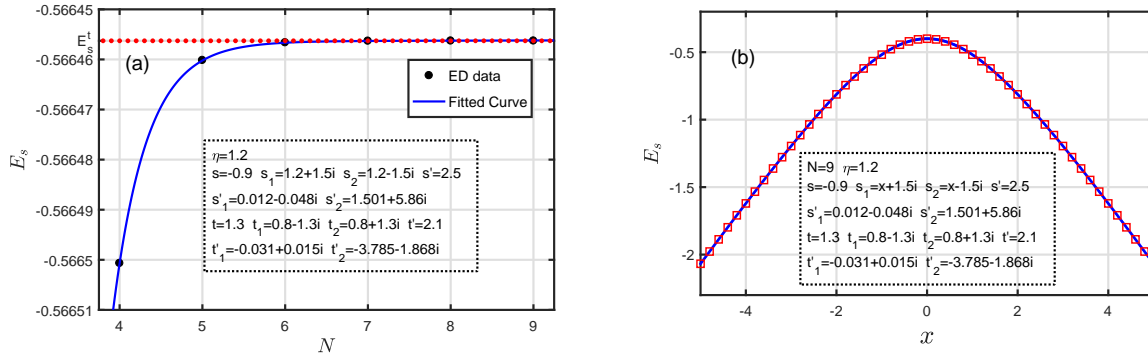 -0.56645
E_s^t
-0.56646
-0.56647
-0.56648
-0.56649
-0.5665
-0.56651
E_s
(a)
ED data
Fitted Curve
η=1.2
s=-0.9 s_1=1.2+1.5i s_2=1.2-1.5i s'=2.5
s'_1=0.012-0.048i s'_2=1.501+5.86i
t=1.3 t_1=0.8-1.3i t_2=0.8+1.3i t'=2.1
t'_1=-0.031+0.015i t'_2=-3.785-1.868i
4 5 6 7 8 9
N
-0.5
-1
-1.5
-2
E_s
(b)
N=9 η=1.2
s=-0.9 s_1=x+1.5i s_2=x-1.5i s'=2.5
s'_1=0.012-0.048i s'_2=1.501+5.86i
t=1.3 t_1=0.8-1.3i t_2=0.8+1.3i t'=2.1
t'_1=-0.031+0.015i t'_2=-3.785-1.868i
-4 -2 0 2 4
x